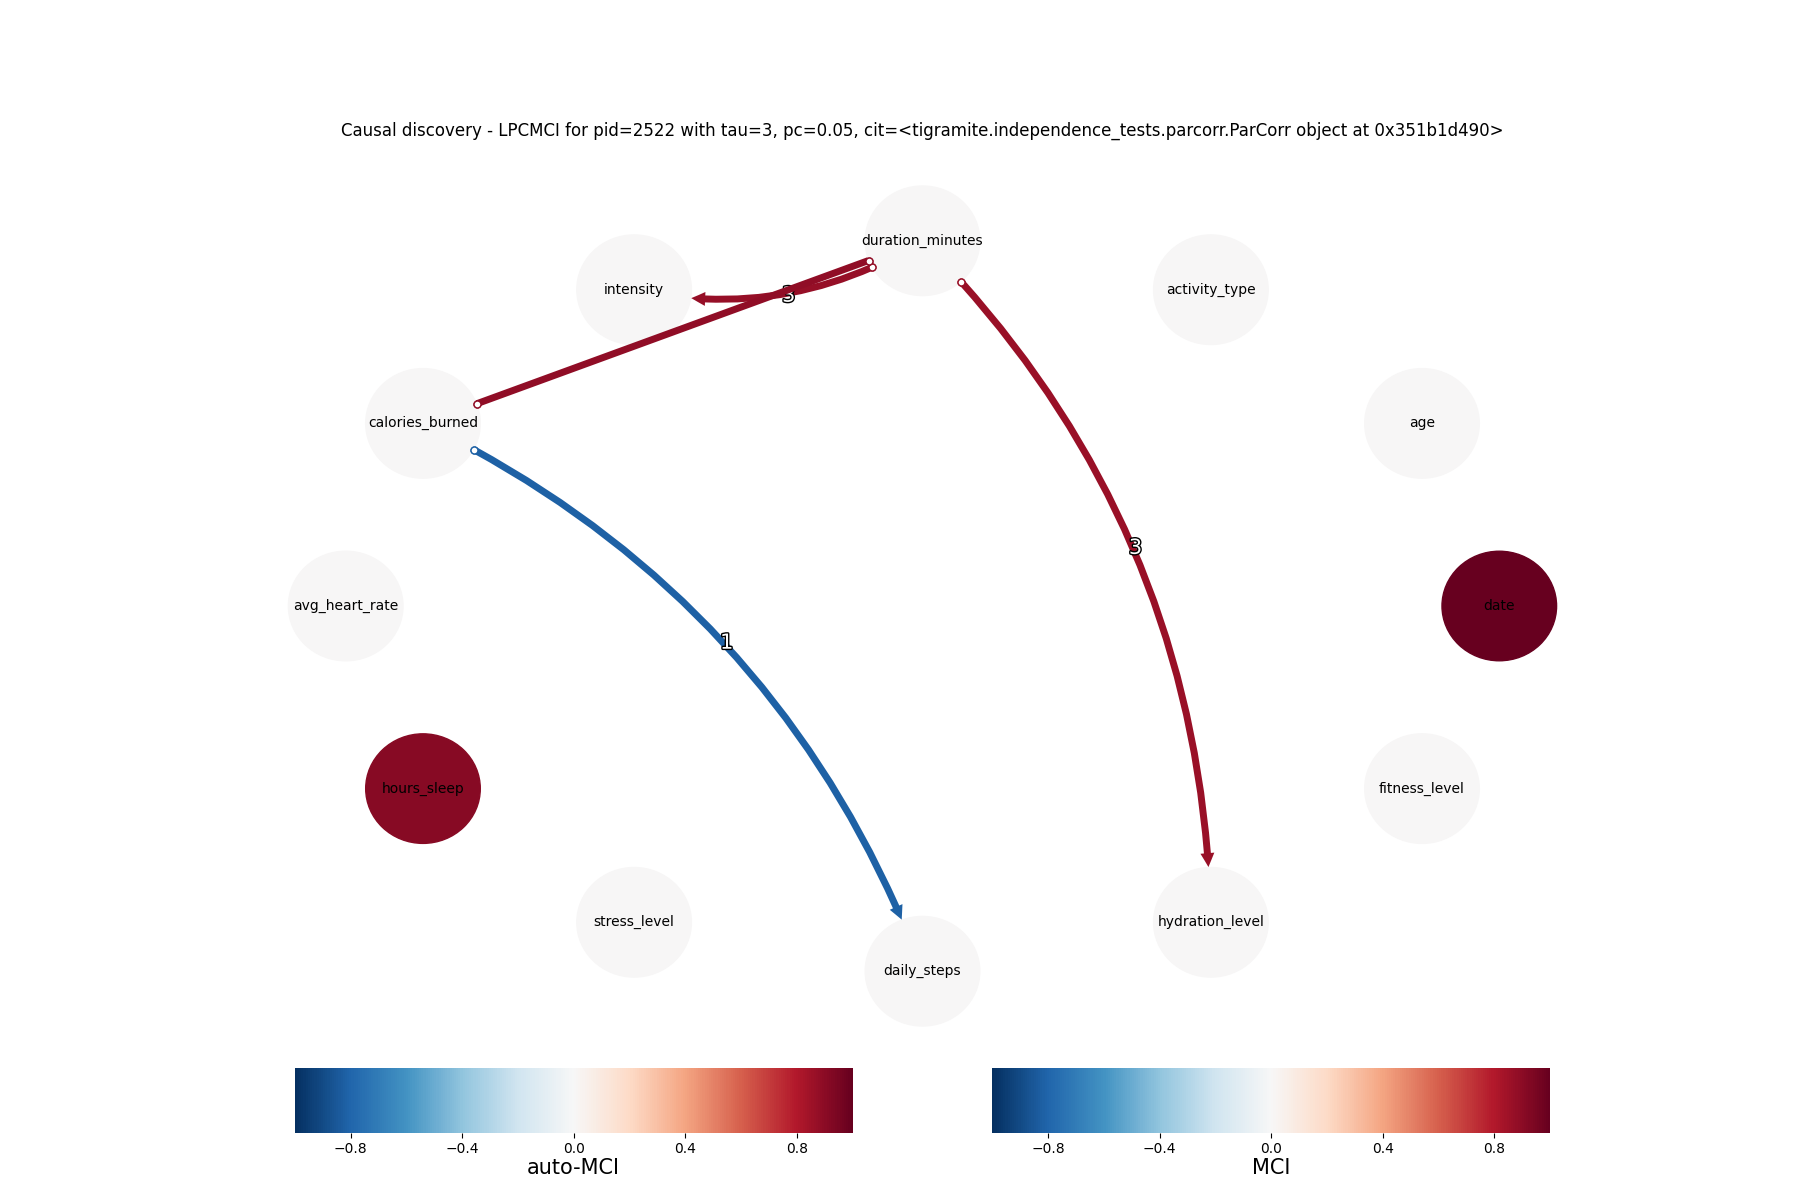 Causal discovery - LPCMCI for pid=2522 with tau=3, pc=0.05, cit=<tigramite.independence_tests.parcorr.ParCorr object at 0x351b1d490>
duration_minutes
intensity
activity_type
3
calories_burned
age
3
avg_heart_rate
date
1
hours_sleep
fitness_level
stress_level
hydration_level
daily_steps
−0.8 −0.4 0.0 0.4 0.8
auto-MCI
−0.8 −0.4 0.0 0.4 0.8
MCI